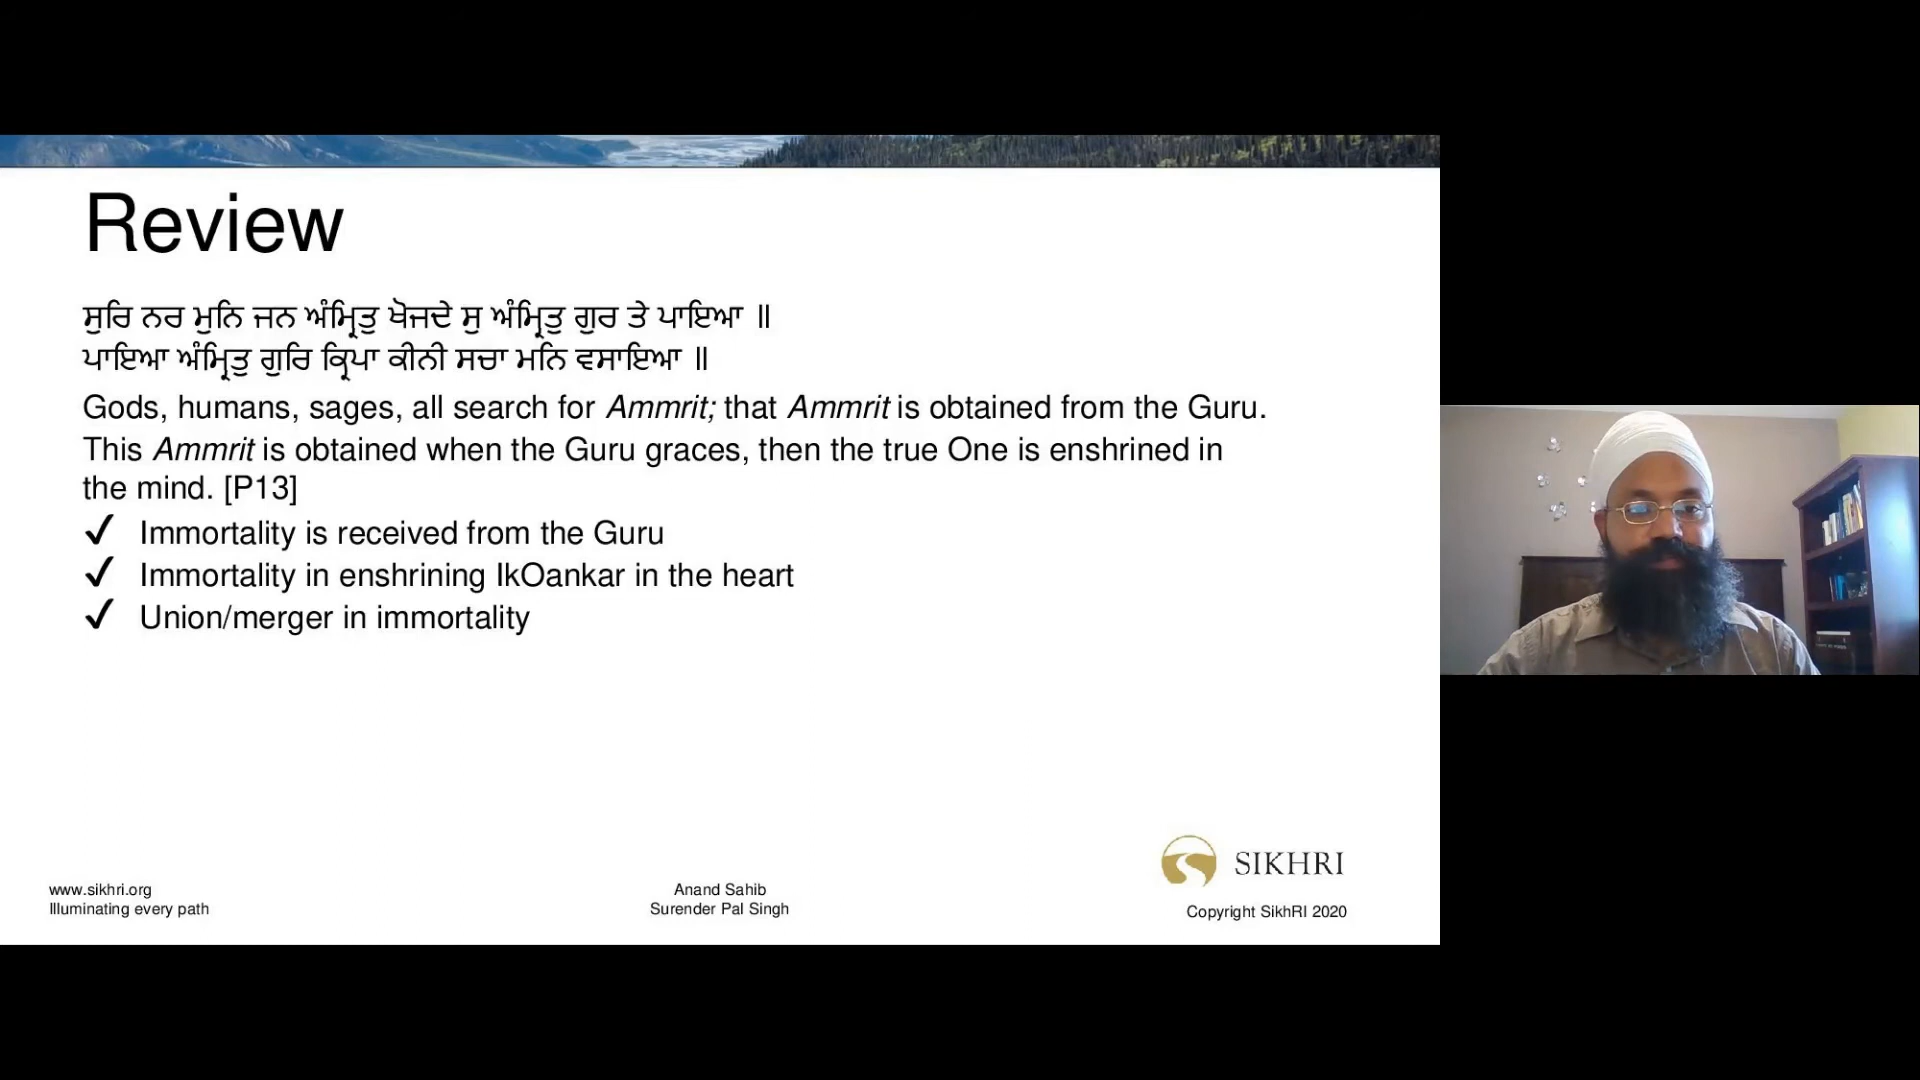 Review
ਸੁਰਿ ਨਰ ਮੁਨਿ ਜਨ ਅੰਮ੍ਰਿਤੁ ਖੋਜਦੇ ਸੁ ਅੰਮ੍ਰਿਤੁ ਗੁਰ ਤੇ ਪਾਇਆ ॥
ਪਾਇਆ ਅੰਮ੍ਰਿਤੁ ਗੁਰਿ ਕ੍ਰਿਪਾ ਕੀਨੀ ਸਚਾ ਮਨਿ ਵਸਾਇਆ ॥
Gods, humans, sages, all search for Ammrit; that Ammrit is obtained from the Guru.
This Ammrit is obtained when the Guru graces, then the true One is enshrined in
the mind. [P13]
✓ Immortality is received from the Guru
✓ Immortality in enshrining IkOankar in the heart
✓ Union/merger in immortality
www.sikhri.org
Illuminating every path
Anand Sahib
Surender Pal Singh
SIKHRI
Copyright SikhRI 2020